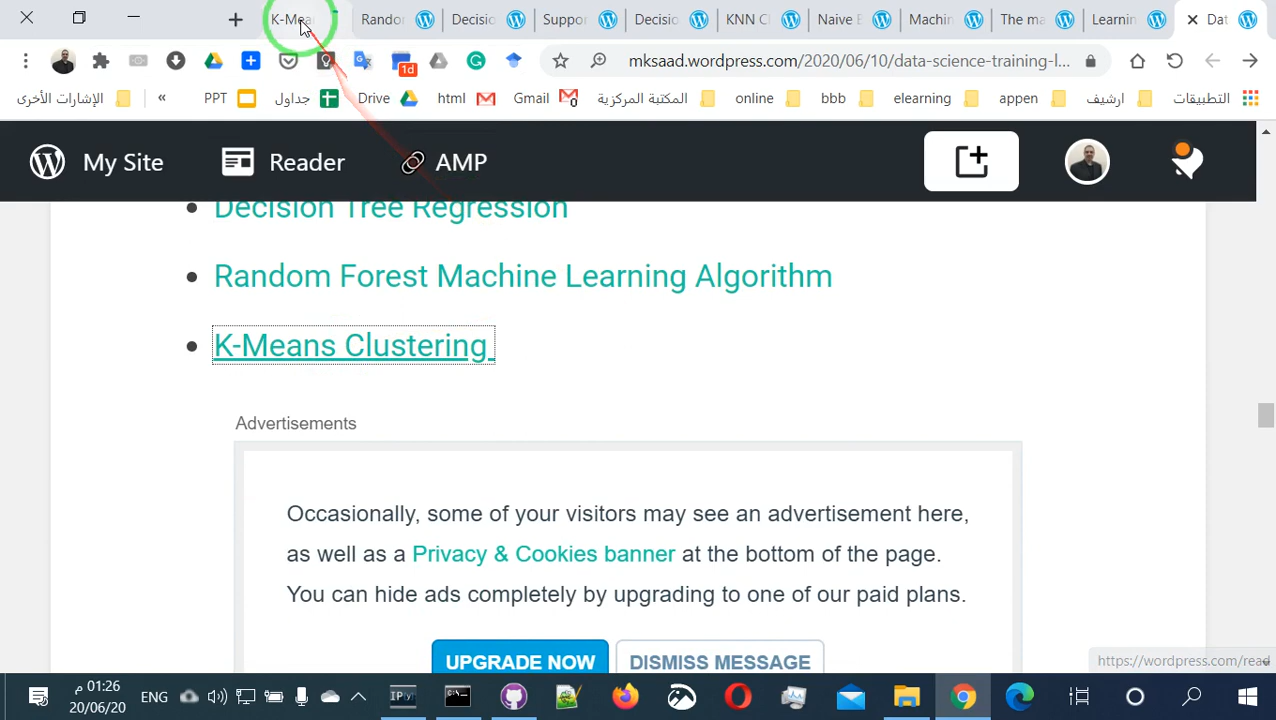 K-Mea
Rando
Decisio
Suppor
Decisio
KNN C
Naive B
Machin
The ma
Learnin
Dat
1d
mksaad.wordpress.com/2020/06/10/data-science-training-l...
الإشارات الأخرى
»
PPT
جداول
Drive
html
Gmail
المكتبة المركزية
online
bbb
elearning
appen
ارشيف
التطبيقات
My Site
Reader
AMP
Decision Tree Regression
Random Forest Machine Learning Algorithm
K-Means Clustering
Advertisements
Occasionally, some of your visitors may see an advertisement here,
as well as a Privacy & Cookies banner at the bottom of the page.
You can hide ads completely by upgrading to one of our paid plans.
UPGRADE NOW
DISMISS MESSAGE
https://wordpress.com/read
01:26 م
20/06/20
ENG
IPy